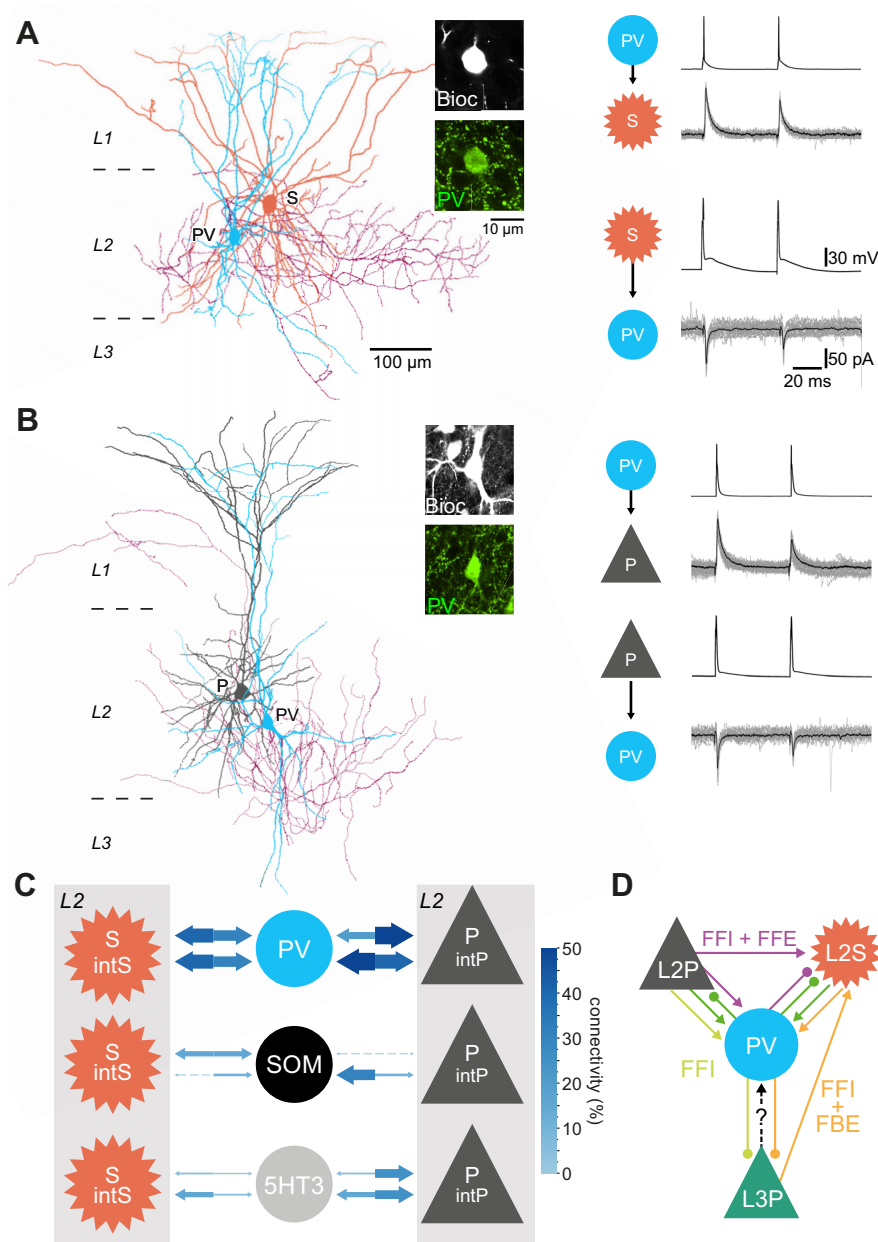 A
Bioc
PV
10 µm
L1
L2
L3
S
PV
100 µm
PV
S
S
30 mV
PV
50 pA
20 ms
B
Bioc
PV
L1
L2
L3
P
PV
PV
P
P
PV
C
L2
L2
S
intS
PV
P
intP
S
intS
SOM
P
intP
S
intS
5HT3
P
intP
50
40
30
20
10
0
connectivity (%)
D
FFI + FFE
L2P
L2S
PV
FFI
FFI
+
FBE
?
L3P